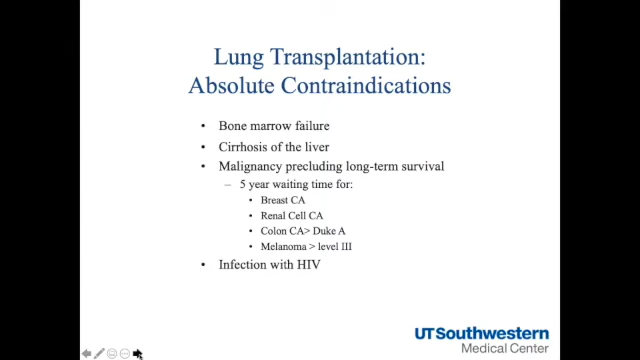 Lung Transplantation:
Absolute Contraindications
• Bone marrow failure
• Cirrhosis of the liver
• Malignancy precluding long-term survival
– 5 year waiting time for:
• Breast CA
• Renal Cell CA
• Colon CA> Duke A
• Melanoma > level III
• Infection with HIV
UTSouthwestern
Medical Center